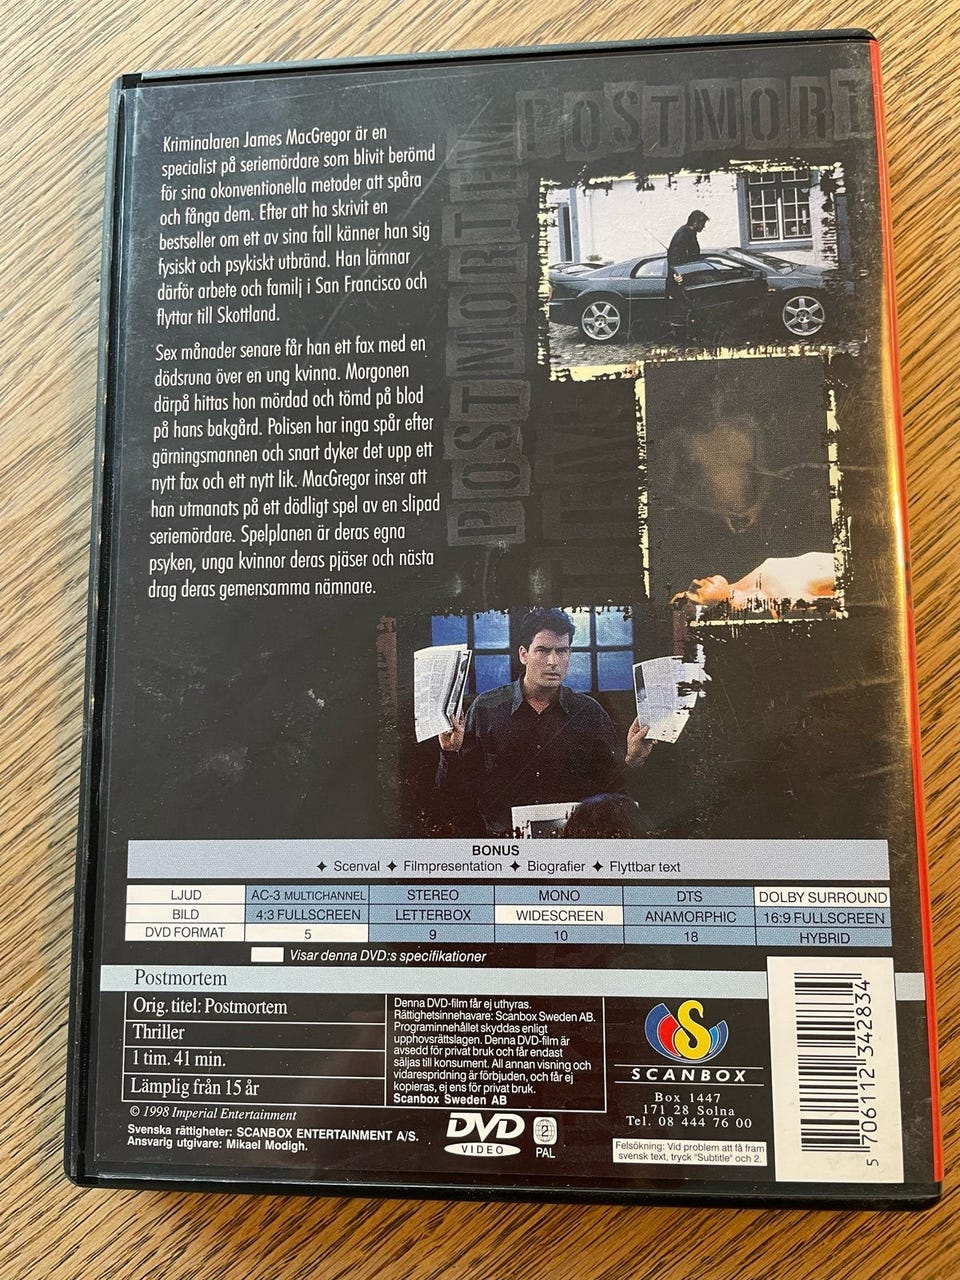 POSTMORT
POSTMORTEM
Kriminalaren James MacGregor är en
specialist på seriemördare som blivit berömd
för sina okonventionella metoder att spåra
och fånga dem. Efter att ha skrivit en
bestseller om ett av sina fall känner han sig
fysiskt och psykiskt utbränd. Han lämnar
därför arbete och familj i San Francisco och
flyttar till Skottland.
Sex månader senare får han ett fax med en
dödsruna över en ung kvinna. Morgonen
därpå hittas hon mördad och tömd på blod
på hans bakgård. Polisen har inga spår efter
gärningsmannen och snart dyker det upp ett
nytt fax och ett nytt lik. MacGregor inser att
han utmanats på ett dödligt spel av en slipad
seriemördare. Spelplanen är deras egna
psyken, unga kvinnor deras pjäser och nästa
drag deras gemensamma nämnare.
BONUS
✦ Scenval ✦ Filmpresentation ✦ Biografier ✦ Flyttbar text
LJUD AC-3 MULTICHANNEL STEREO MONO DTS DOLBY SURROUND
BILD 4:3 FULLSCREEN LETTERBOX WIDESCREEN ANAMORPHIC 16:9 FULLSCREEN
DVD FORMAT 5 9 10 18 HYBRID
Visar denna DVD:s specifikationer
Postmortem
Orig. titel: Postmortem
Thriller
1 tim. 41 min.
Lämplig från 15 år
© 1998 Imperial Entertainment
Svenska rättigheter: SCANBOX ENTERTAINMENT A/S.
Ansvarig utgivare: Mikael Modigh.
Denna DVD-film får ej uthyras.
Rättighetsinnehavare: Scanbox Sweden AB.
Programinnehållet skyddas enligt
upphovsrättslagen. Denna DVD-film är
avsedd för privat bruk och får endast
säljas till konsument. All annan visning och
vidarespridning är förbjuden, och får ej
kopieras, ej ens för privat bruk.
Scanbox Sweden AB
DVD
VIDEO
2
PAL
S
SCANBOX
Box 1447
171 28 Solna
Tel. 08 444 76 00
Felsökning: Vid problem att få fram
svensk text, tryck "Subtitle" och 2.
5 706112 342834